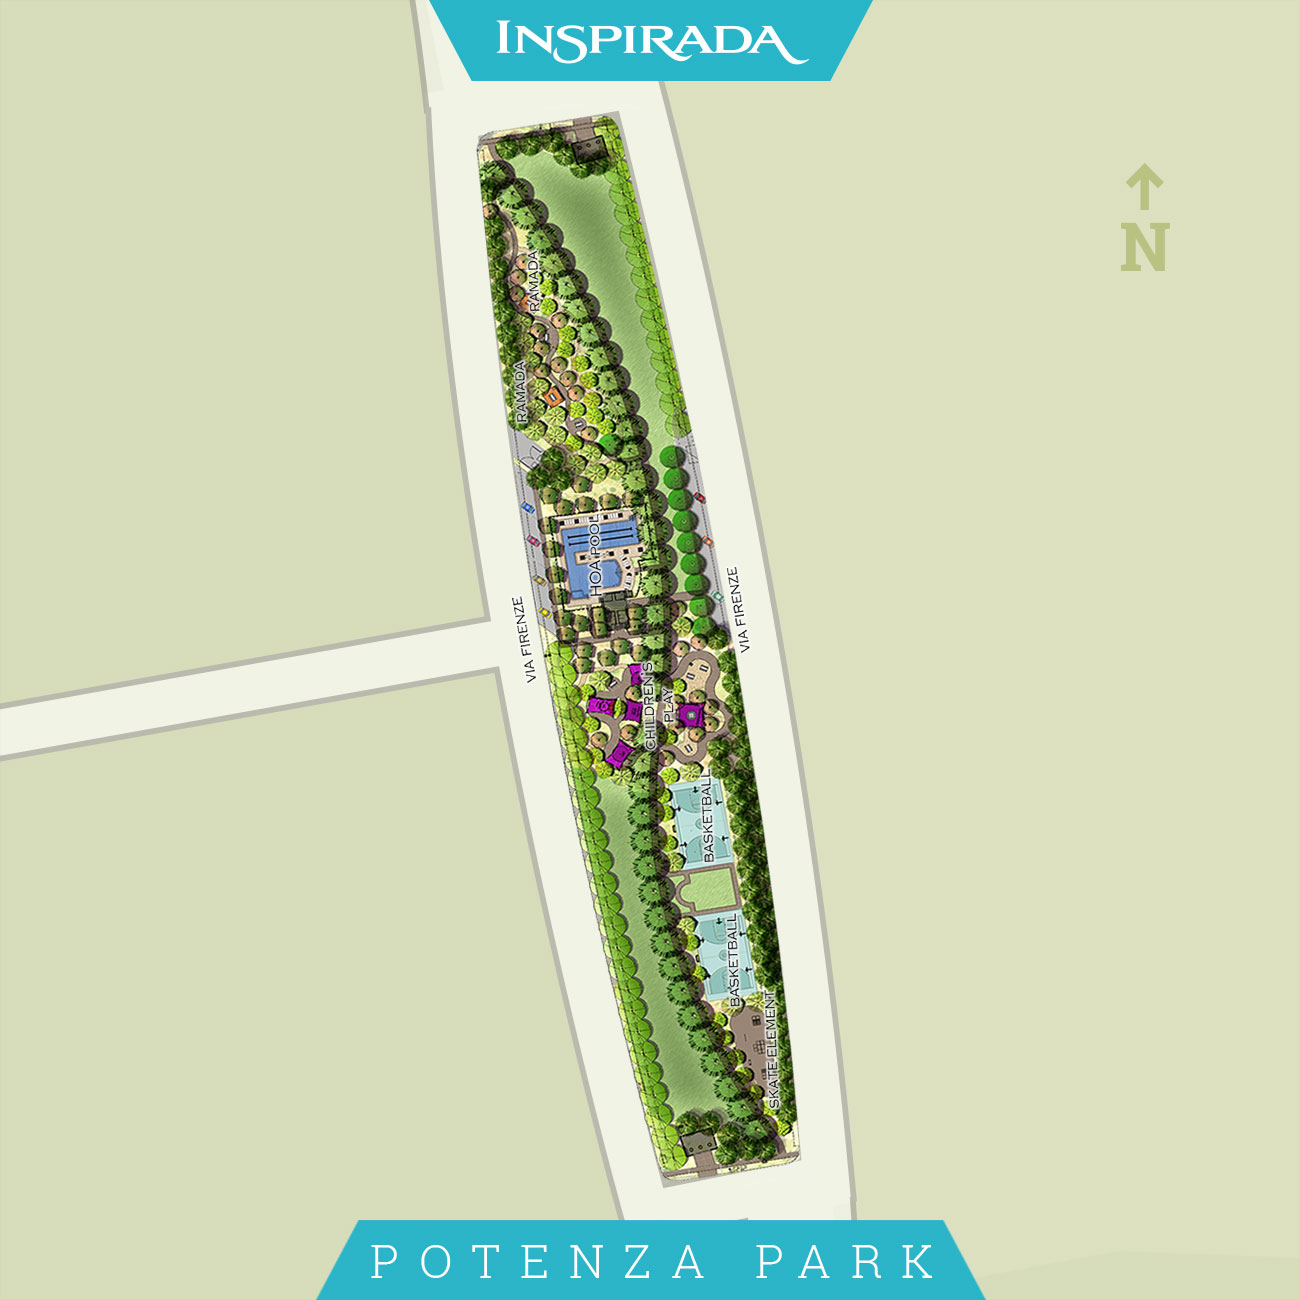 INSPIRADA
N
RAMADA
RAMADA
HOA POOL
VIA FIRENZE
VIA FIRENZE
CHILDREN'S
PLAY
BASKETBALL
BASKETBALL
SKATE ELEMENT
POTENZA PARK